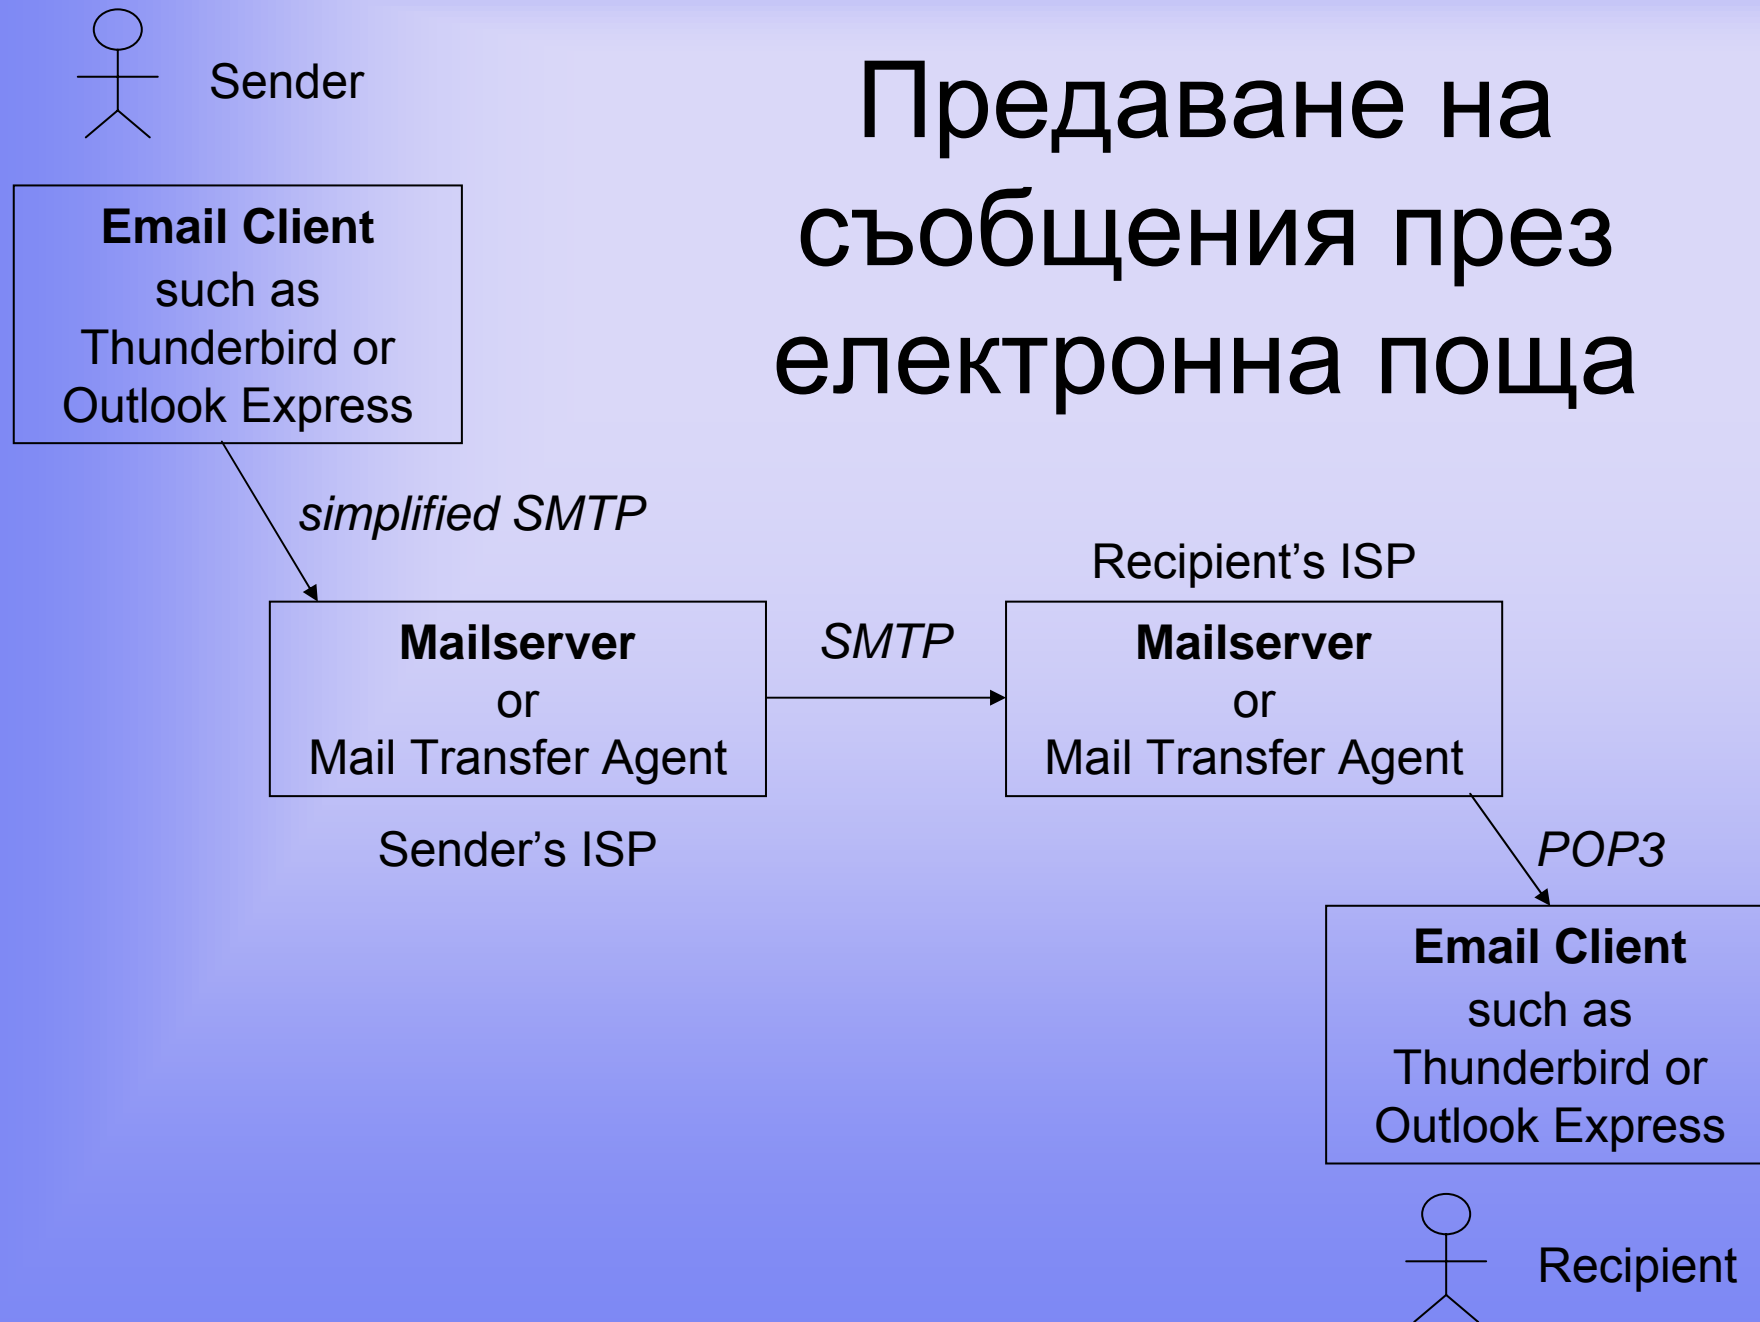 Sender
Предаване на
съобщения през
електронна поща
Email Client
such as
Thunderbird or
Outlook Express
simplified SMTP
Recipient’s ISP
Mailserver
or
Mail Transfer Agent
SMTP
Mailserver
or
Mail Transfer Agent
Sender’s ISP
POP3
Email Client
such as
Thunderbird or
Outlook Express
Recipient